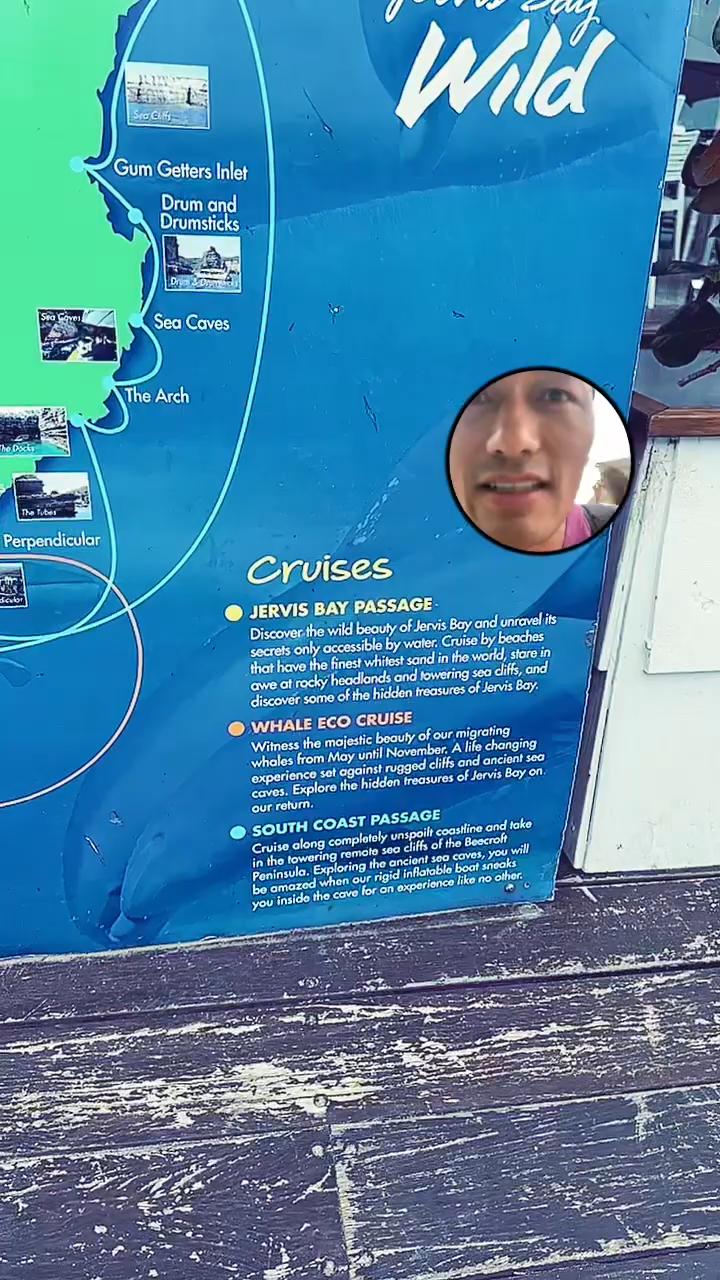 Jervis Bay
Wild
Sea Cliffs
Gum Getters Inlet
Drum and
Drumsticks
Drum & Drumsticks
Sea Caves
Sea Caves
The Arch
The Docks
The Tubes
Perpendicular
Cruises
JERVIS BAY PASSAGE
Discover the wild beauty of Jervis Bay and unravel its
secrets only accessible by water. Cruise by beaches
that have the finest whitest sand in the world, stare in
awe at rocky headlands and towering sea cliffs, and
discover some of the hidden treasures of Jervis Bay.
WHALE ECO CRUISE
Witness the majestic beauty of our migrating
whales from May until November. A life changing
experience set against rugged cliffs and ancient sea
caves. Explore the hidden treasures of Jervis Bay on
our return.
SOUTH COAST PASSAGE
Cruise along completely unspoilt coastline and take
in the towering remote sea cliffs of the Beecroft
Peninsula. Exploring the ancient sea caves, you will
be amazed when our rigid inflatable boat sneaks
you inside the cave for an experience like no other.